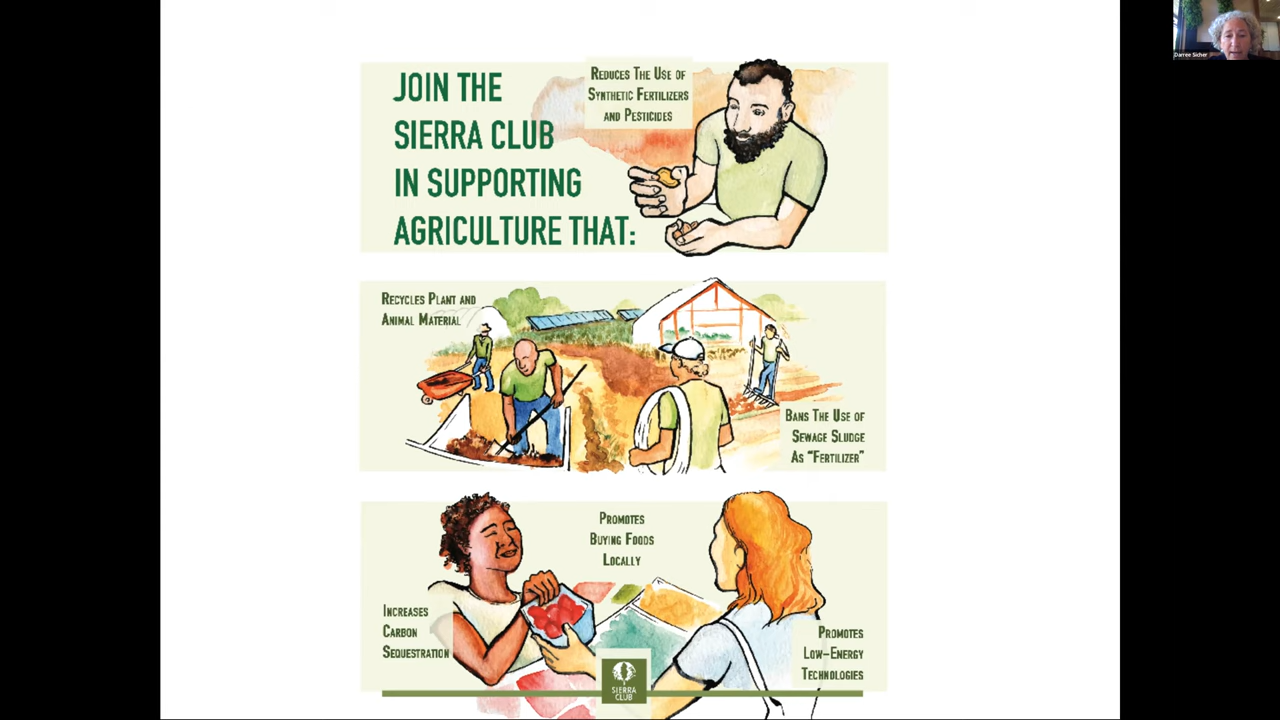 Darren Sicher
JOIN THE
SIERRA CLUB
IN SUPPORTING
AGRICULTURE THAT:
REDUCES THE USE OF
SYNTHETIC FERTILIZERS
AND PESTICIDES
RECYCLES PLANT AND
ANIMAL MATERIAL
BANS THE USE OF
SEWAGE SLUDGE
AS “FERTILIZER”
PROMOTES
BUYING FOODS
LOCALLY
INCREASES
CARBON
SEQUESTRATION
PROMOTES
LOW-ENERGY
TECHNOLOGIES
SIERRA
CLUB